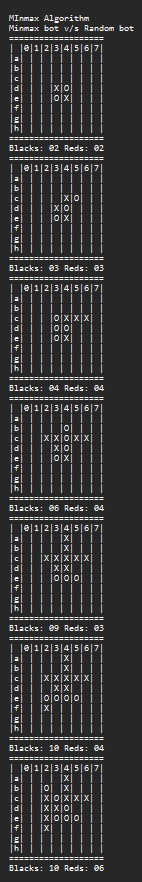 MInmax Algorithm
Minmax bot v/s Random bot
==================
| |0|1|2|3|4|5|6|7|
|a| | | | | | | | |
|b| | | | | | | | |
|c| | | | | | | | |
|d| | | |X|O| | | |
|e| | | |O|X| | | |
|f| | | | | | | | |
|g| | | | | | | | |
|h| | | | | | | | |
==================
Blacks: 02 Reds: 02
==================
| |0|1|2|3|4|5|6|7|
|a| | | | | | | | |
|b| | | | | | | | |
|c| | | | |X|O| | |
|d| | | |X|O| | | |
|e| | | |O|X| | | |
|f| | | | | | | | |
|g| | | | | | | | |
|h| | | | | | | | |
==================
Blacks: 03 Reds: 03
==================
| |0|1|2|3|4|5|6|7|
|a| | | | | | | | |
|b| | | | | | | | |
|c| | | |O|X|X|X| |
|d| | | |O|O| | | |
|e| | | |O|X| | | |
|f| | | | | | | | |
|g| | | | | | | | |
|h| | | | | | | | |
==================
Blacks: 04 Reds: 04
==================
| |0|1|2|3|4|5|6|7|
|a| | | | | | | | |
|b| | | | |O| | | |
|c| | |X|X|O|X|X| |
|d| | | |X|O| | | |
|e| | | |O|X| | | |
|f| | | | | | | | |
|g| | | | | | | | |
|h| | | | | | | | |
==================
Blacks: 06 Reds: 04
==================
| |0|1|2|3|4|5|6|7|
|a| | | | |X| | | |
|b| | | | |X| | | |
|c| | |X|X|X|X|X| |
|d| | | |X|X| | | |
|e| | | |O|O|O| | |
|f| | | | | | | | |
|g| | | | | | | | |
|h| | | | | | | | |
==================
Blacks: 09 Reds: 03
==================
| |0|1|2|3|4|5|6|7|
|a| | | | |X| | | |
|b| | | | |X| | | |
|c| | |X|X|X|X|X| |
|d| | | |X|X| | | |
|e| | |O|O|O|O| | |
|f| | |X| | | | | |
|g| | | | | | | | |
|h| | | | | | | | |
==================
Blacks: 10 Reds: 04
==================
| |0|1|2|3|4|5|6|7|
|a| | | | |X| | | |
|b| | |O| |X| | | |
|c| | |X|O|X|X|X| |
|d| | |X|X|O| | | |
|e| | |X|O|O|O| | |
|f| | |X| | | | | |
|g| | | | | | | | |
|h| | | | | | | | |
==================
Blacks: 10 Reds: 06